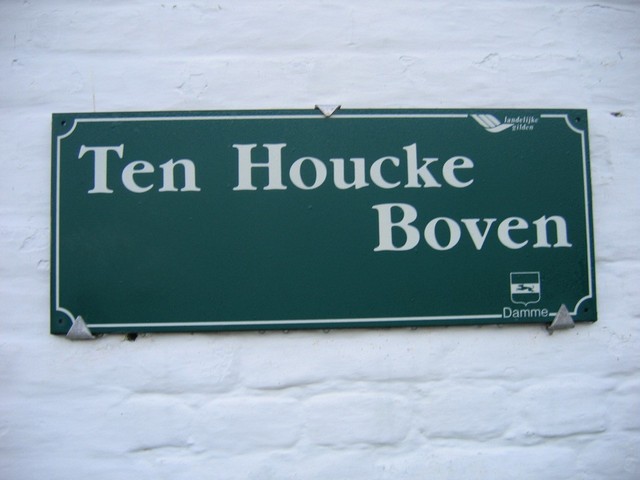 landelijke
gilden
Ten Houcke
Boven
Damme